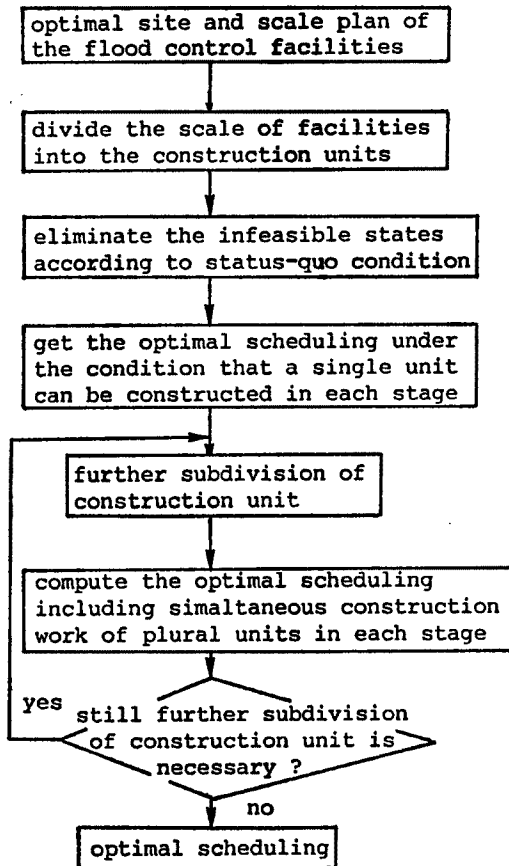 optimal site and scale plan of
the flood control facilities
divide the scale of facilities
into the construction units
eliminate the infeasible states
according to status-quo condition
get the optimal scheduling under
the condition that a single unit
can be constructed in each stage
further subdivision of
construction unit
compute the optimal scheduling
including simaltaneous construction
work of plural units in each stage
yes
still further subdivision
of construction unit is
necessary ?
no
optimal scheduling